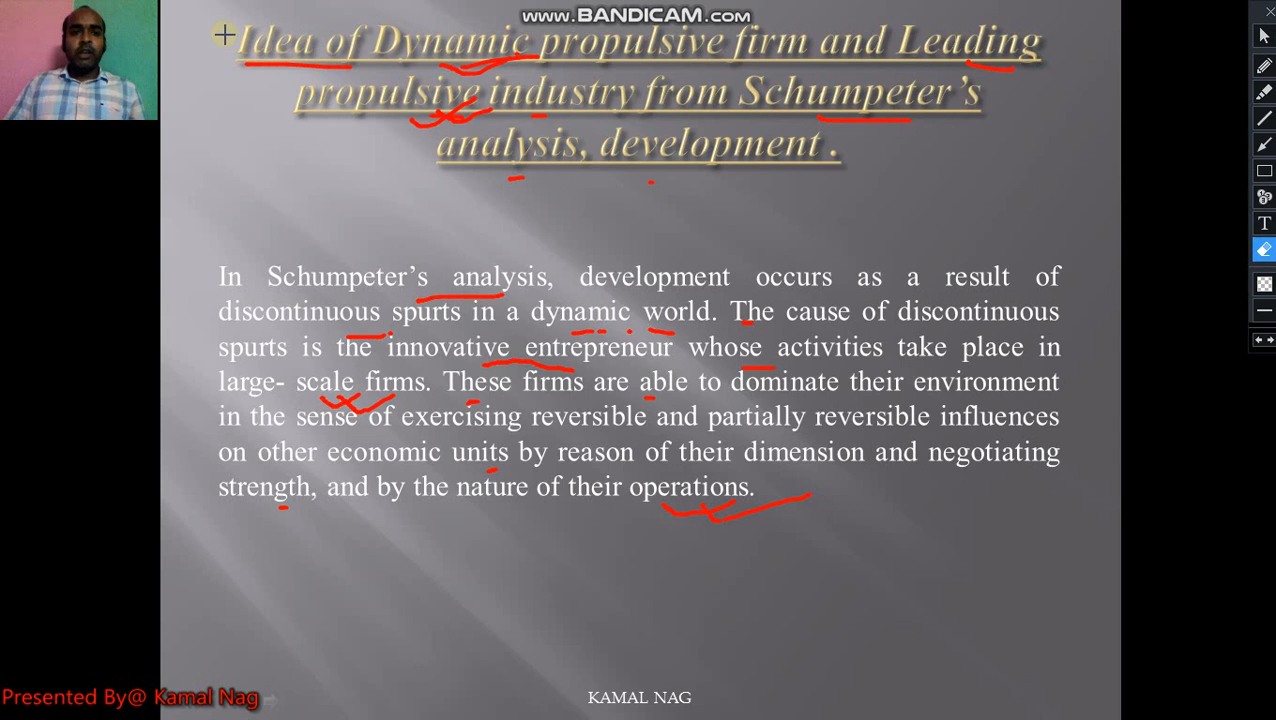 www.BANDICAM.com
Idea of Dynamic propulsive firm and Leading
propulsive industry from Schumpeter’s
analysis, development .
In Schumpeter’s analysis, development occurs as a result of
discontinuous spurts in a dynamic world. The cause of discontinuous
spurts is the innovative entrepreneur whose activities take place in
large- scale firms. These firms are able to dominate their environment
in the sense of exercising reversible and partially reversible influences
on other economic units by reason of their dimension and negotiating
strength, and by the nature of their operations.
Presented By@ Kamal Nag
KAMAL NAG